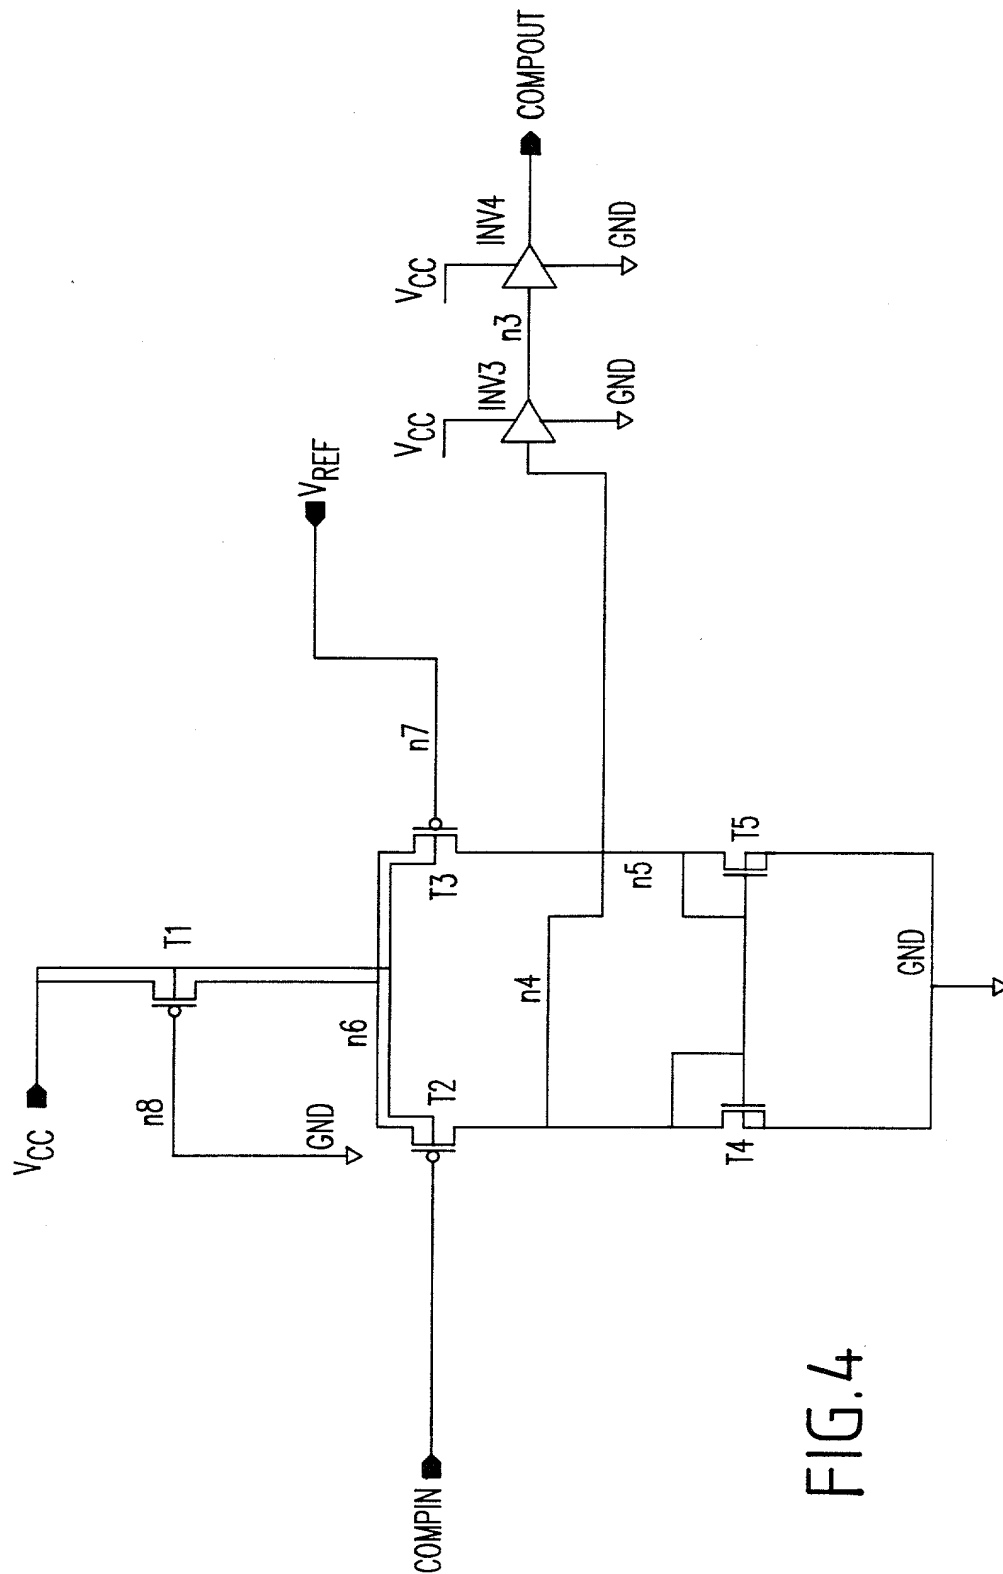 VCC
n8
GND
T1
n6
COMPIN
T2
T3
n7
VREF
n4
n5
T4
T5
GND
VCC
INV3
GND
n3
VCC
INV4
GND
COMPOUT
FIG.4